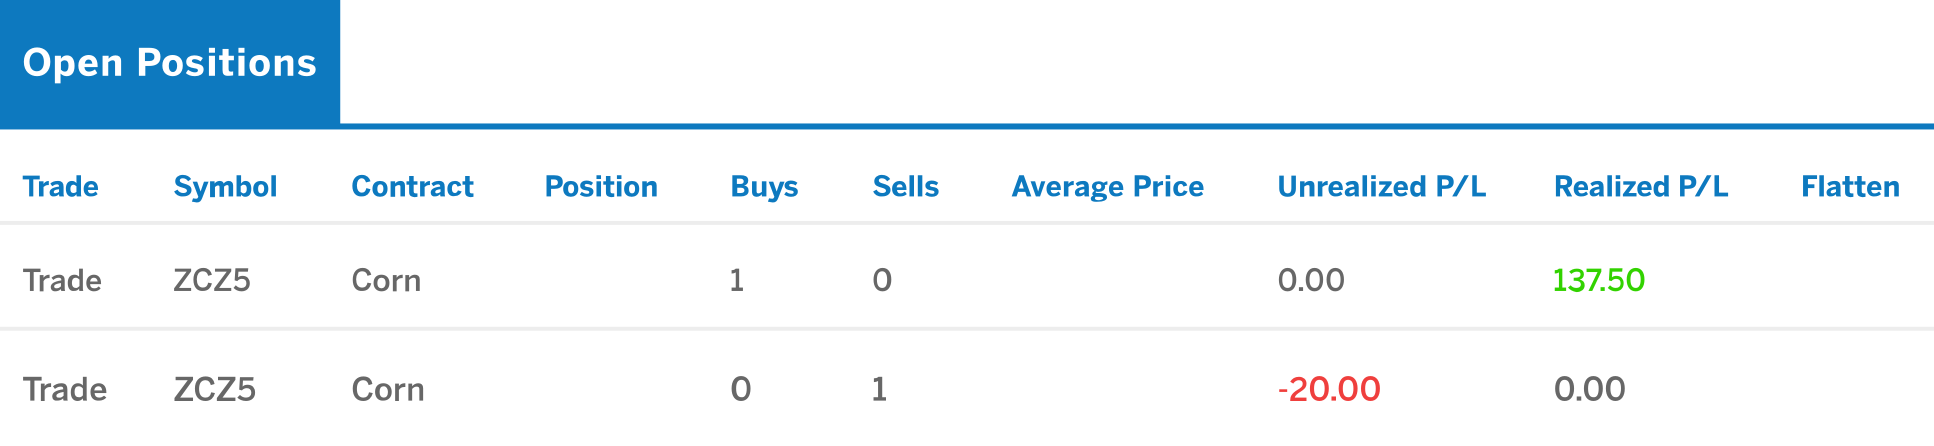 Open Positions
Trade Symbol Contract Position Buys Sells Average Price Unrealized P/L Realized P/L Flatten
Trade ZCZ5 Corn 1 0 0.00 137.50
Trade ZCZ5 Corn 0 1 -20.00 0.00